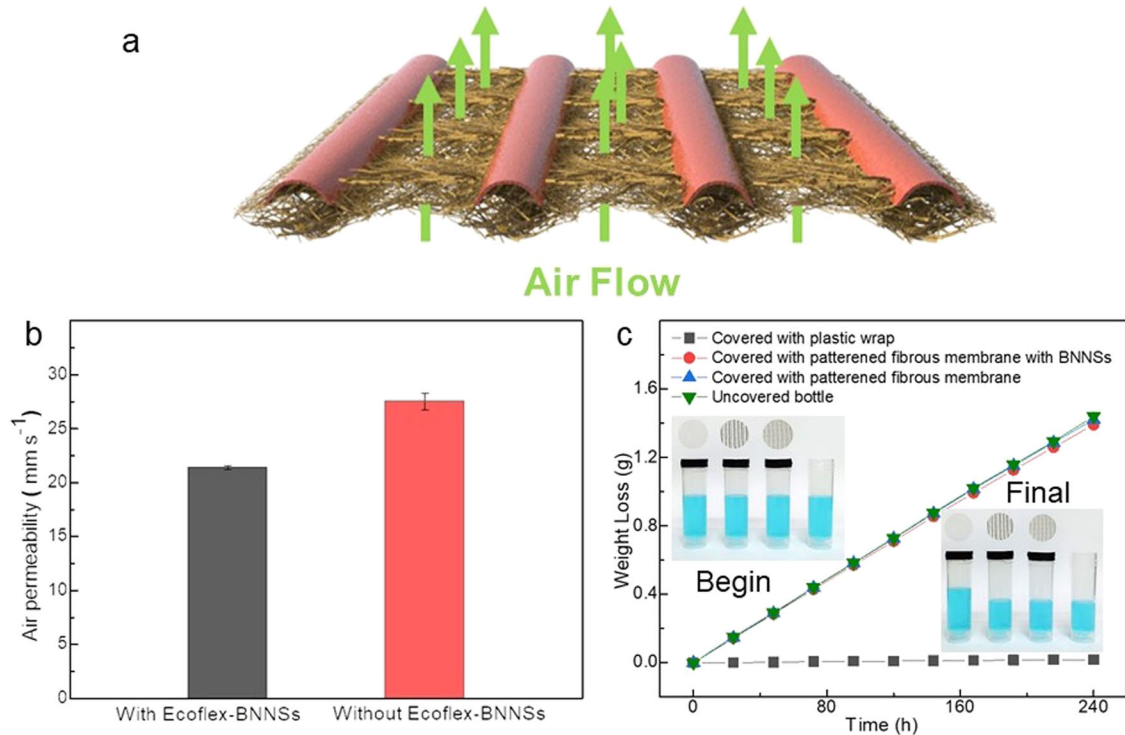 a
Air Flow
b
Air permeability ( mm s⁻¹)
30
25
20
15
10
5
0
With Ecoflex-BNNSs
Without Ecoflex-BNNSs
c
Covered with plastic wrap
Covered with patterened fibrous membrane with BNNSs
Covered with patterened fibrous membrane
Uncovered bottle
Weight Loss (g)
1.8
1.2
0.6
0.4
0.0
Begin
Final
0
80
160
240
Time (h)